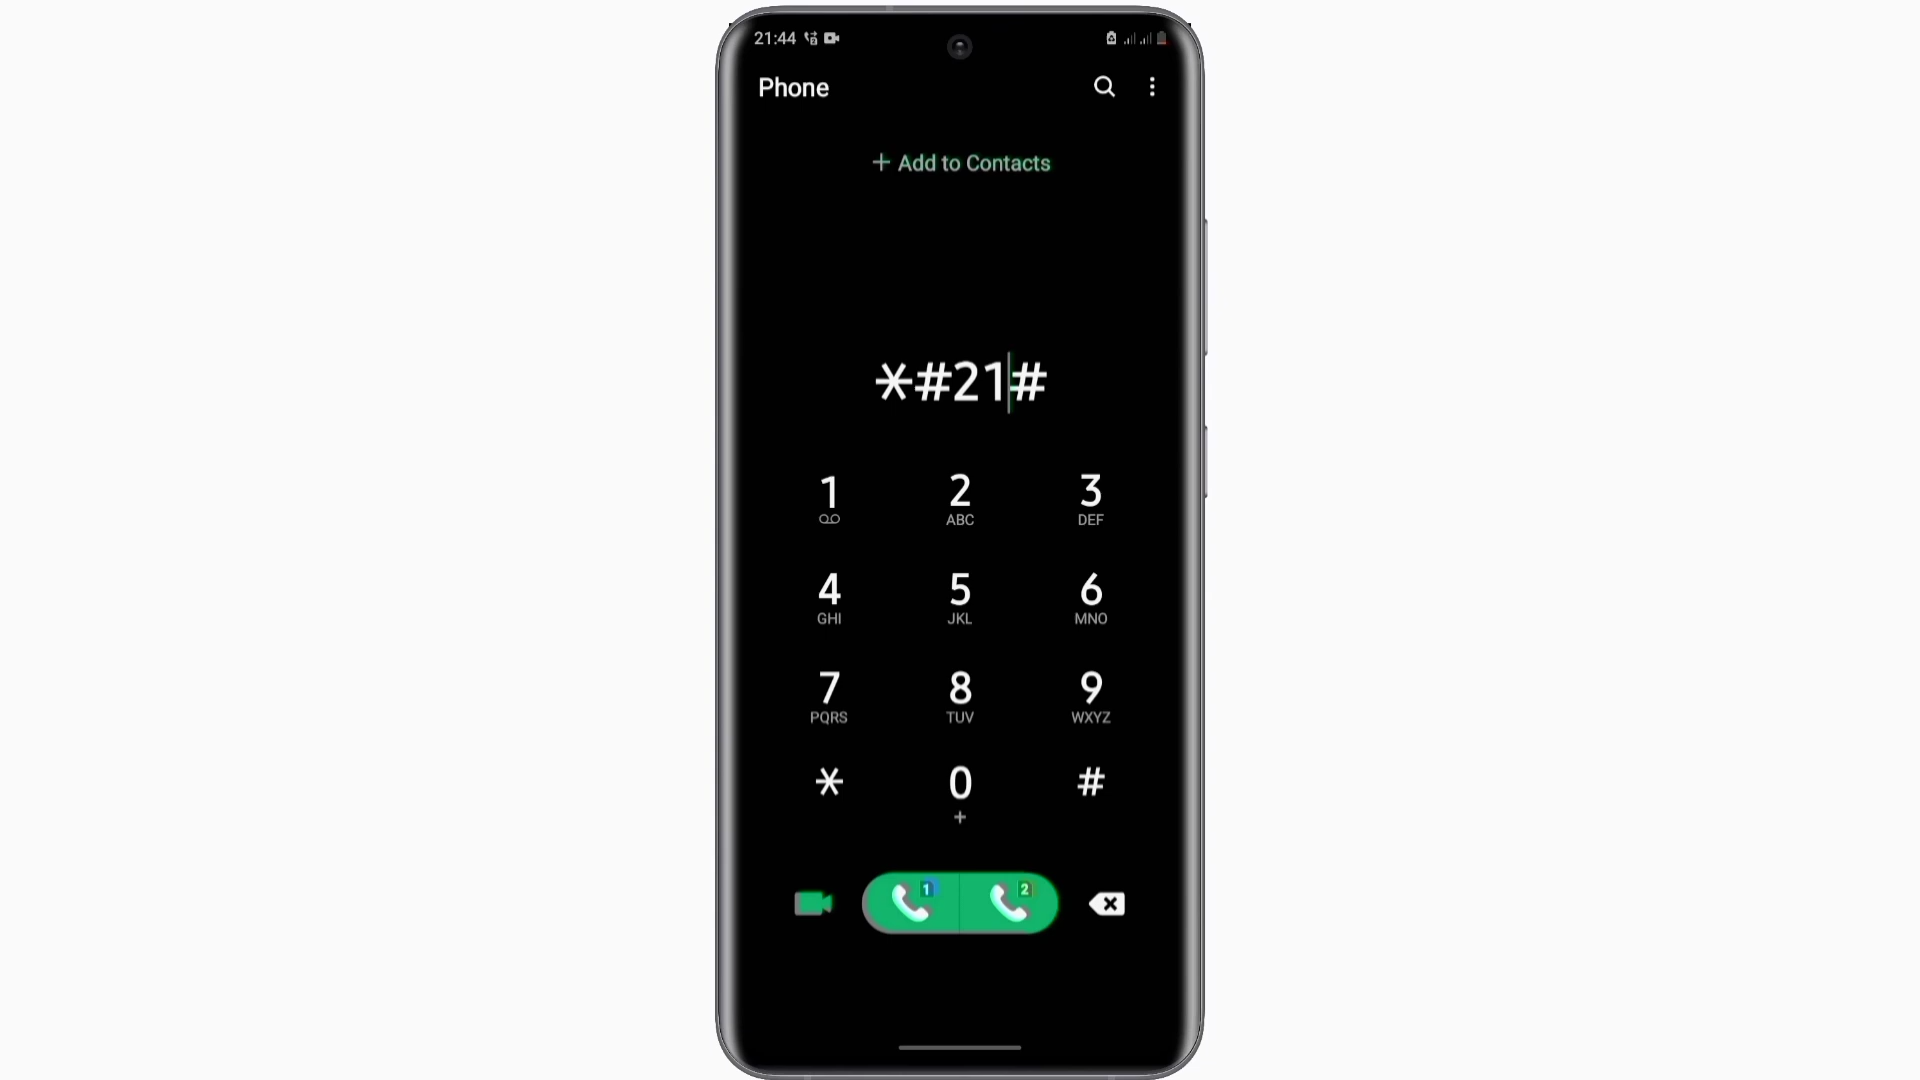 21:44
Phone
+ Add to Contacts
*#21#
1 2 3
ABC DEF
4 5 6
GHI JKL MNO
7 8 9
PQRS TUV WXYZ
* 0 #
+
1 2